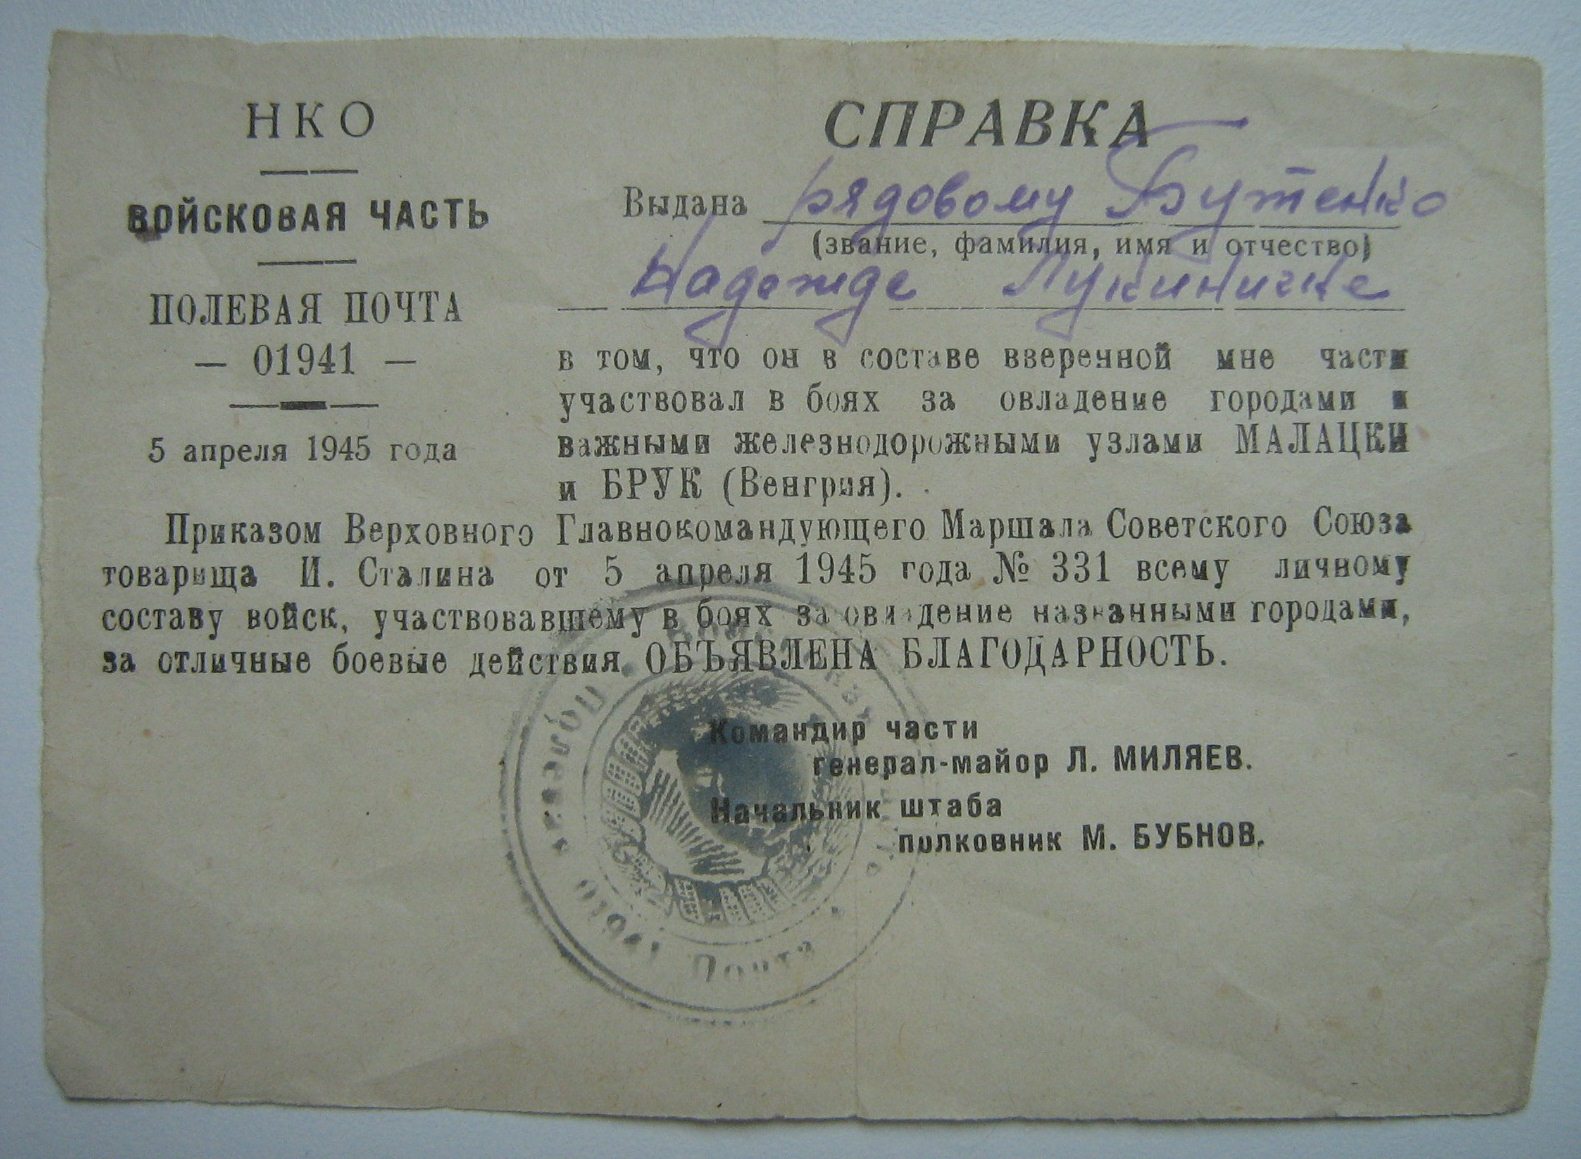 НКО
ВОЙСКОВАЯ ЧАСТЬ
ПОЛЕВАЯ ПОЧТА
— 01941 —
5 апреля 1945 года
СПРАВКА
Выдана рядовому Бутенко
(звание, фамилия, имя и отчество)
Надежде Лукиничне
в том, что он в составе вверенной мне части
участвовал в боях за овладение городами и
важными железнодорожными узлами МАЛАЦКИ
и БРУК (Венгрия).
Приказом Верховного Главнокомандующего Маршала Советского Союза
товарища И. Сталина от 5 апреля 1945 года № 331 всему личному
составу войск, участвовавшему в боях за овладение названными городами,
за отличные боевые действия ОБЪЯВЛЕНА БЛАГОДАРНОСТЬ.
Командир части
генерал-майор Л. МИЛЯЕВ.
Начальник штаба
полковник М. БУБНОВ.
Полевая Почта 01941